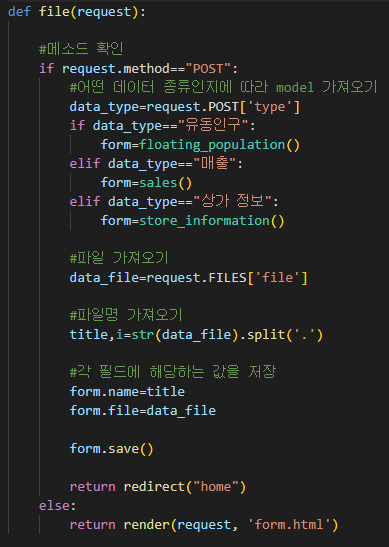 def file(request):
#메소드 확인
if request.method=="POST":
#어떤 데이터 종류인지에 따라 model 가져오기
data_type=request.POST['type']
if data_type=="유동인구":
form=floating_population()
elif data_type=="매출":
form=sales()
elif data_type=="상가 정보":
form=store_information()
#파일 가져오기
data_file=request.FILES['file']
#파일명 가져오기
title,i=str(data_file).split('.')
#각 필드에 해당하는 값을 저장
form.name=title
form.file=data_file
form.save()
return redirect("home")
else:
return render(request, 'form.html')